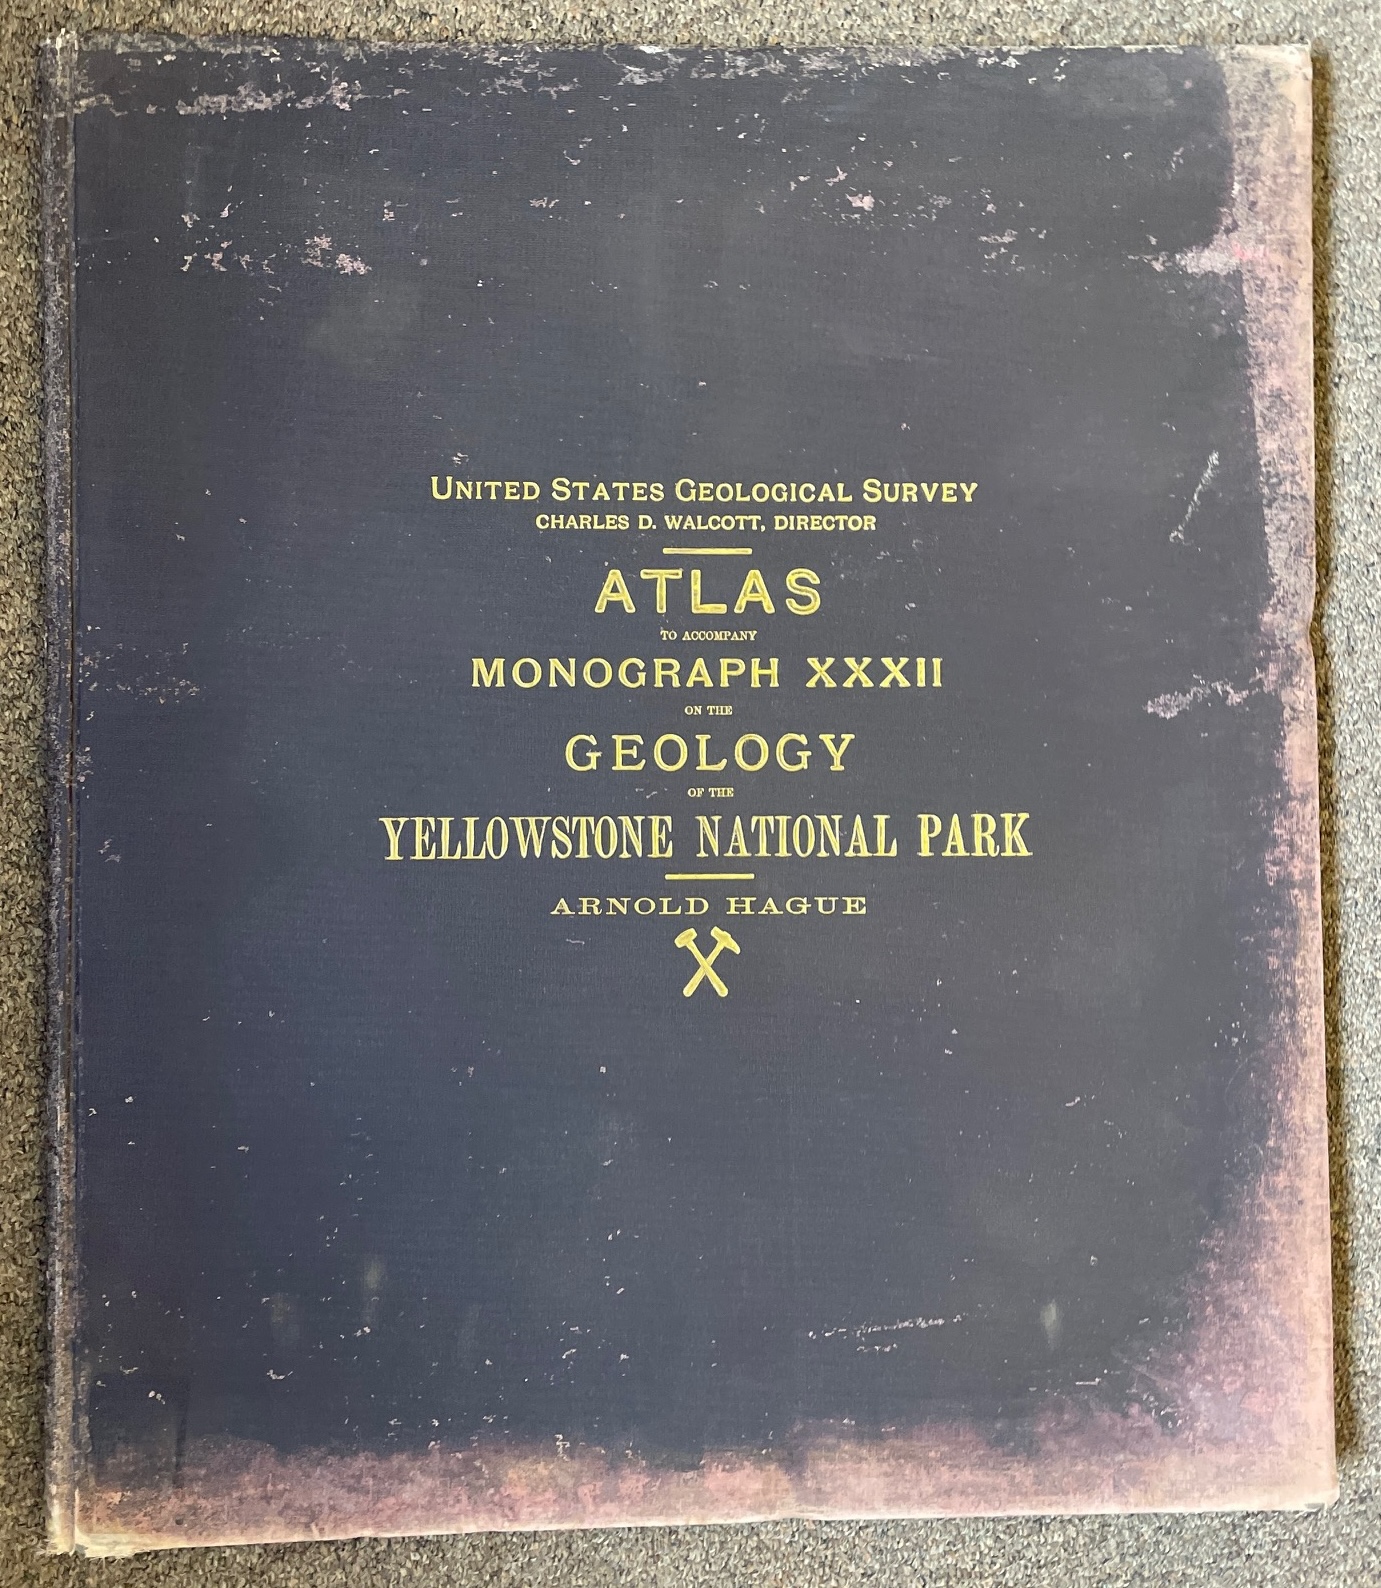 UNITED STATES GEOLOGICAL SURVEY
CHARLES D. WALCOTT, DIRECTOR
ATLAS
TO ACCOMPANY
MONOGRAPH XXXII
ON THE
GEOLOGY
OF THE
YELLOWSTONE NATIONAL PARK
ARNOLD HAGUE